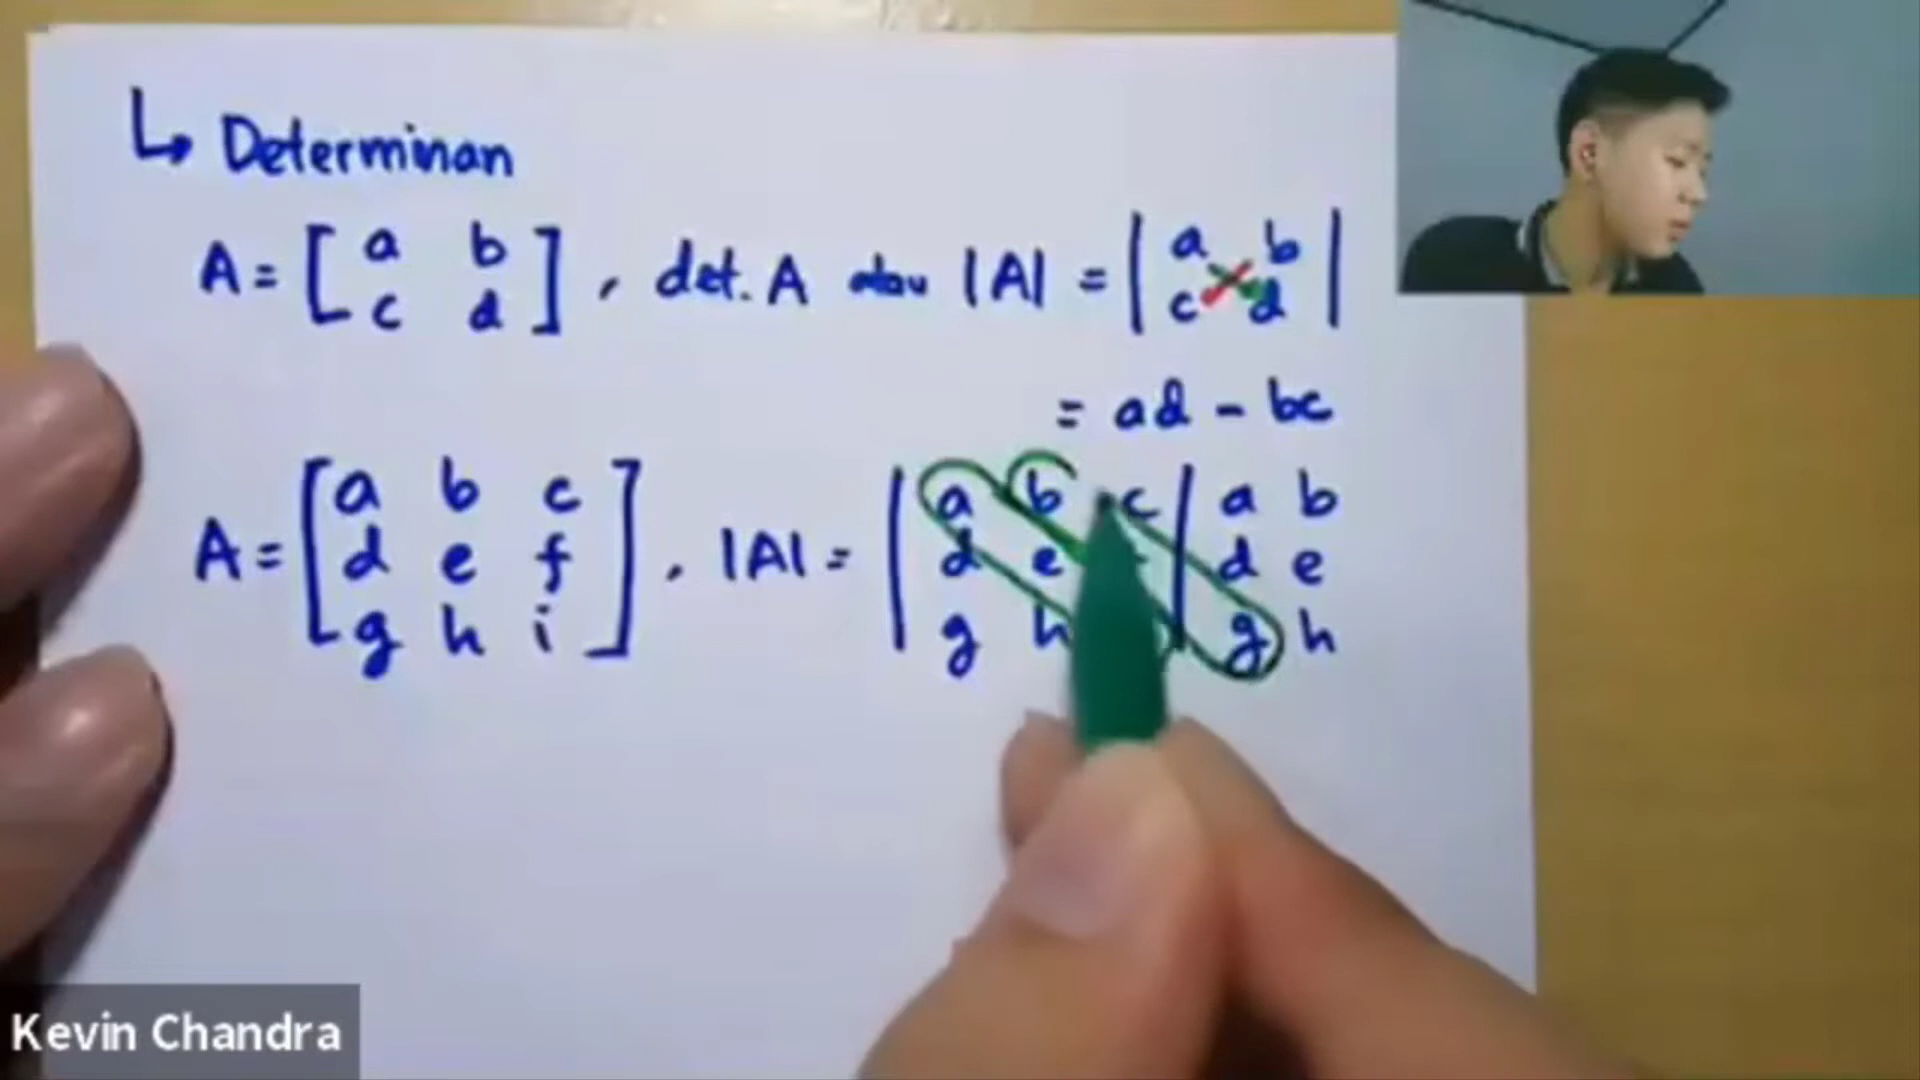 ↳ Determinan
A = [ a b
c d ] , det. A atau |A| = | a b
c d |
= ad - bc
A = [ a b c
d e f
g h i ] , |A| = | a b c | a b
d e | d e
g h | g h
Kevin Chandra